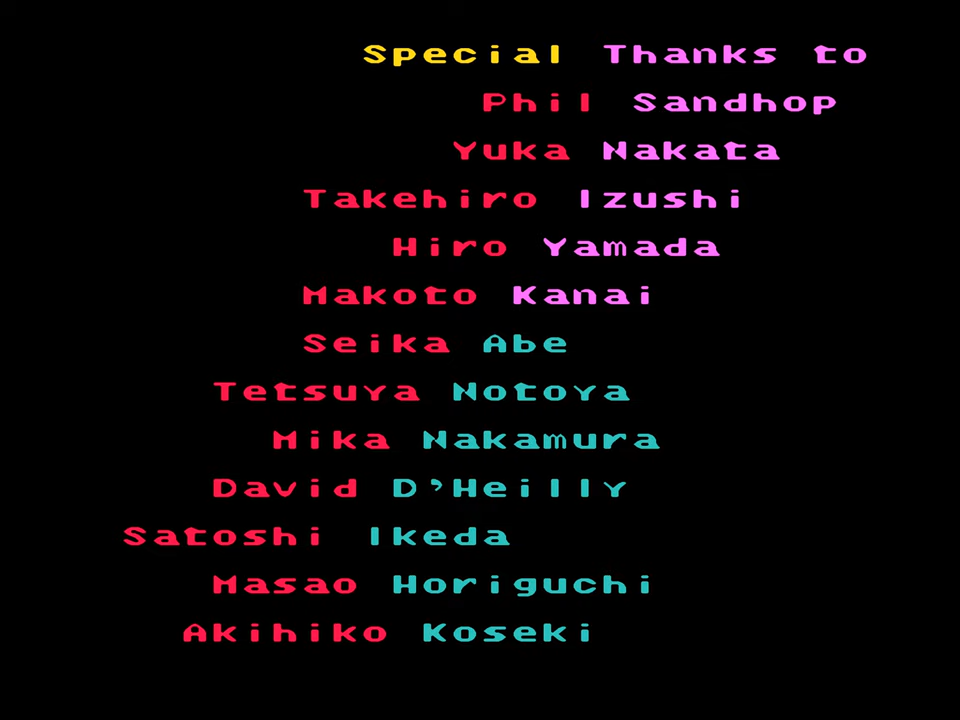 Special Thanks to
Phil Sandhop
Yuka Nakata
Takehiro Izushi
Hiro Yamada
Makoto Kanai
Seika Abe
Tetsuya Notoya
Mika Nakamura
David D'Heilly
Satoshi Ikeda
Masao Horiguchi
Akihiko Koseki